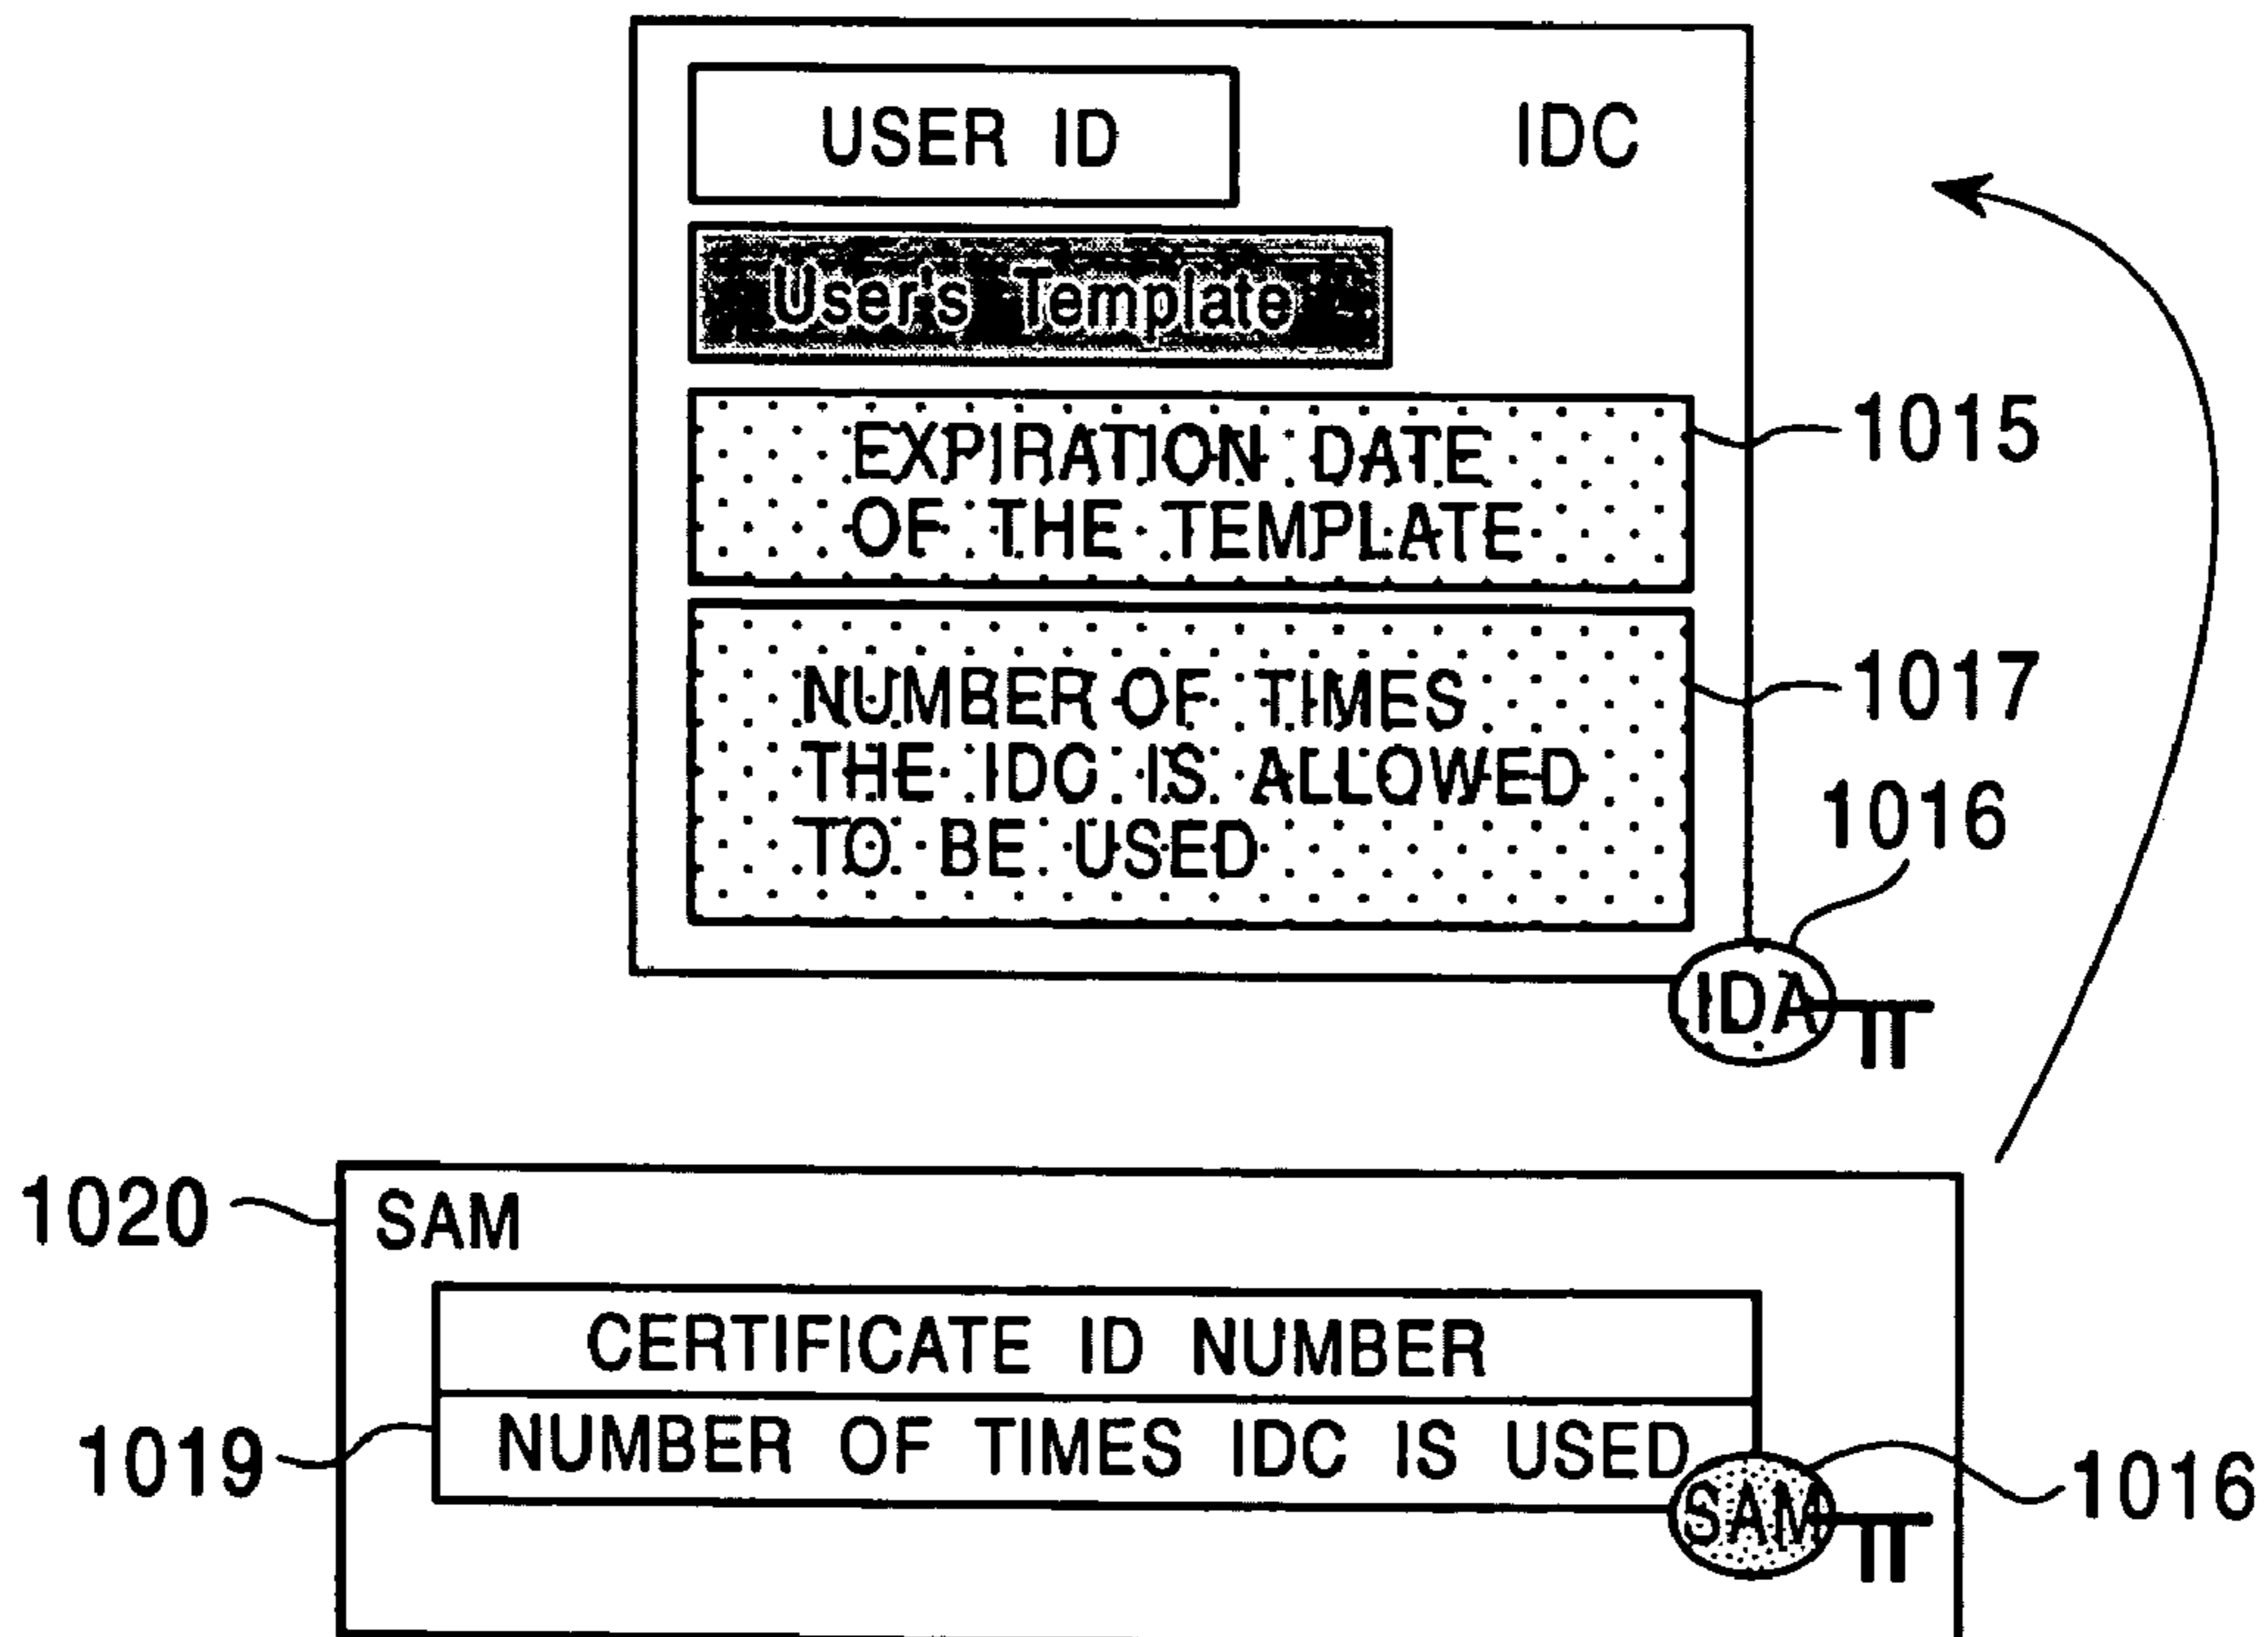 USER ID
IDC
User's Template
EXPIRATION DATE
OF THE TEMPLATE
1015
NUMBER OF TIMES
THE IDC IS ALLOWED
TO BE USED
1017
1016
IDA
1020
SAM
CERTIFICATE ID NUMBER
1019
NUMBER OF TIMES IDC IS USED
SAM
1016